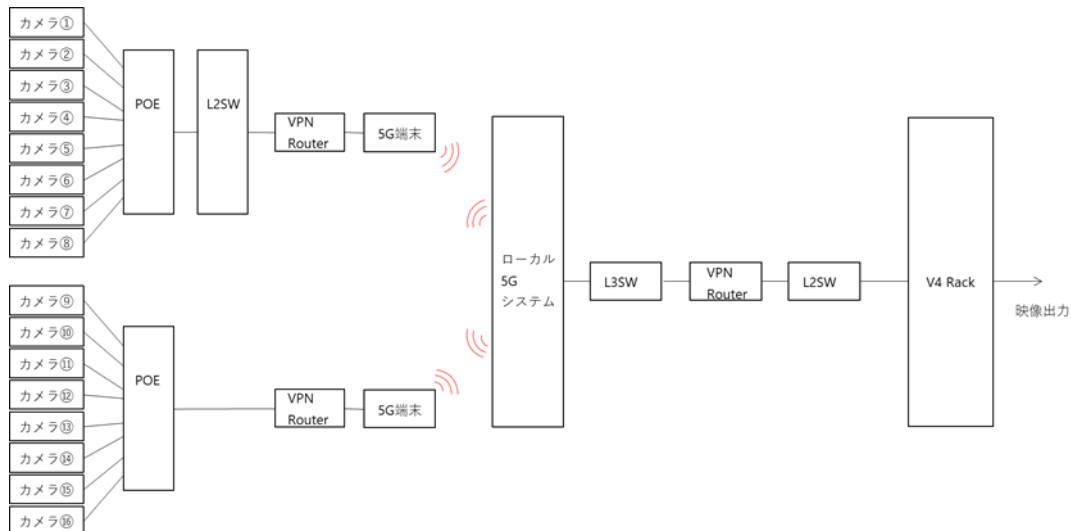 カメラ①
カメラ②
カメラ③
カメラ④
カメラ⑤
カメラ⑥
カメラ⑦
カメラ⑧
POE
L2SW
VPN
Router
5G端末
カメラ⑨
カメラ⑩
カメラ⑪
カメラ⑫
カメラ⑬
カメラ⑭
カメラ⑮
カメラ⑯
POE
VPN
Router
5G端末
ローカル
5G
システム
L3SW
VPN
Router
L2SW
V4 Rack
映像出力